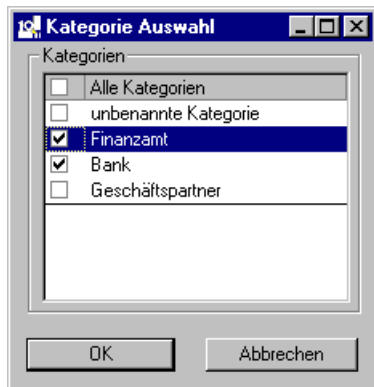 Kategorie Auswahl
Kategorien
Alle Kategorien
unbenannte Kategorie
Finanzamt
Bank
Geschäftspartner
OK
Abbrechen